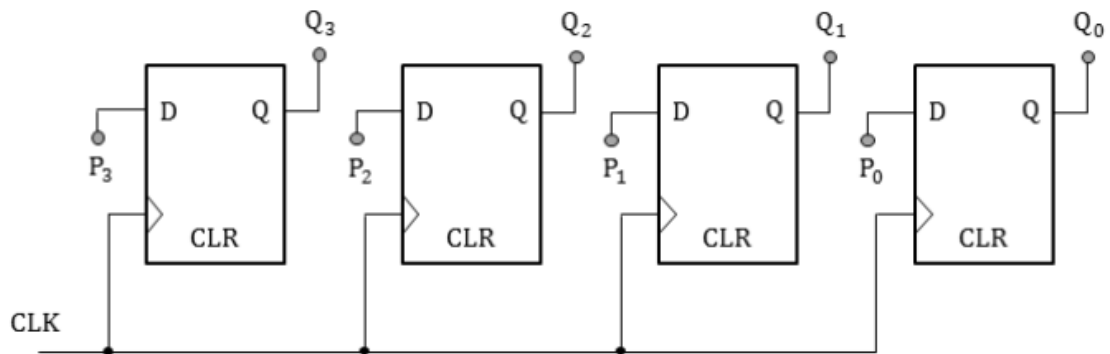 Q₃ Q₂ Q₁ Q₀
D Q D Q D Q D Q
P₃ P₂ P₁ P₀
CLR CLR CLR CLR
CLK